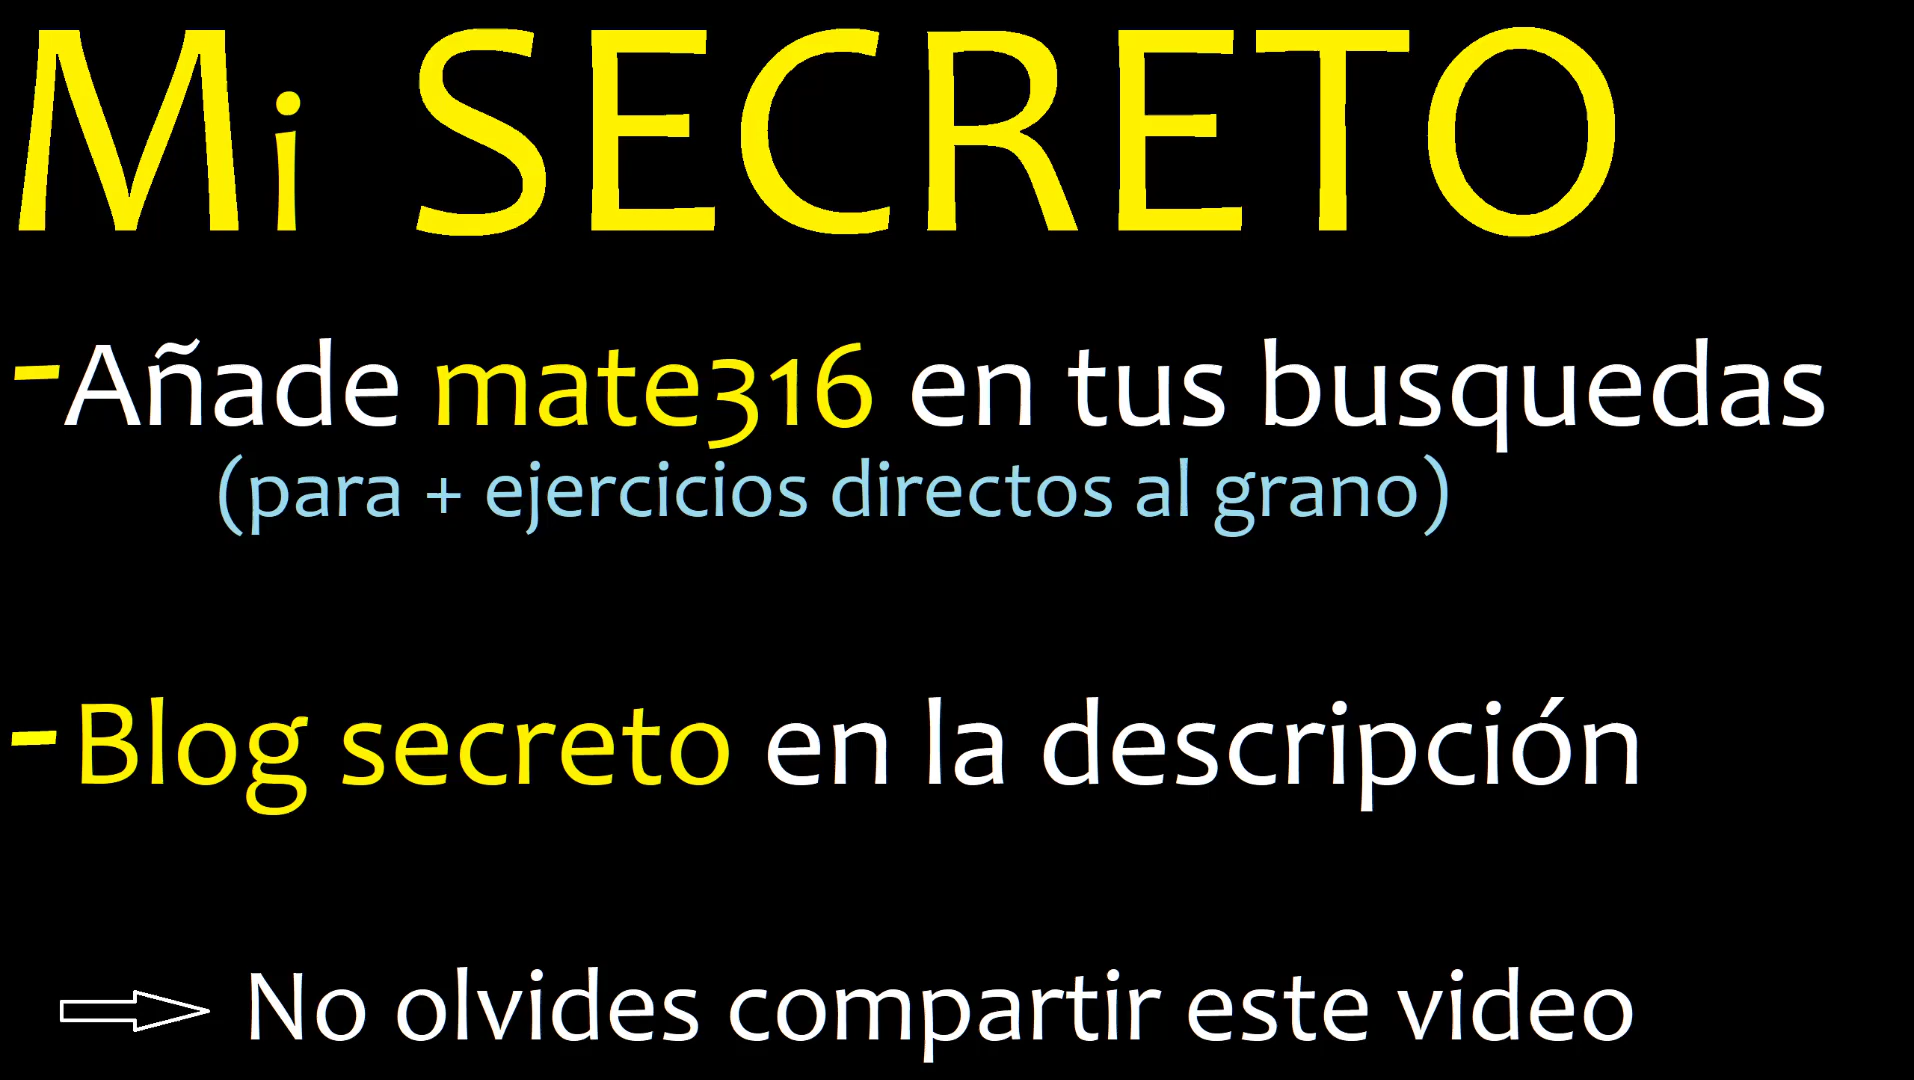 Mi SECRETO
-Añade mate316 en tus busquedas
(para + ejercicios directos al grano)
-Blog secreto en la descripción
No olvides compartir este video